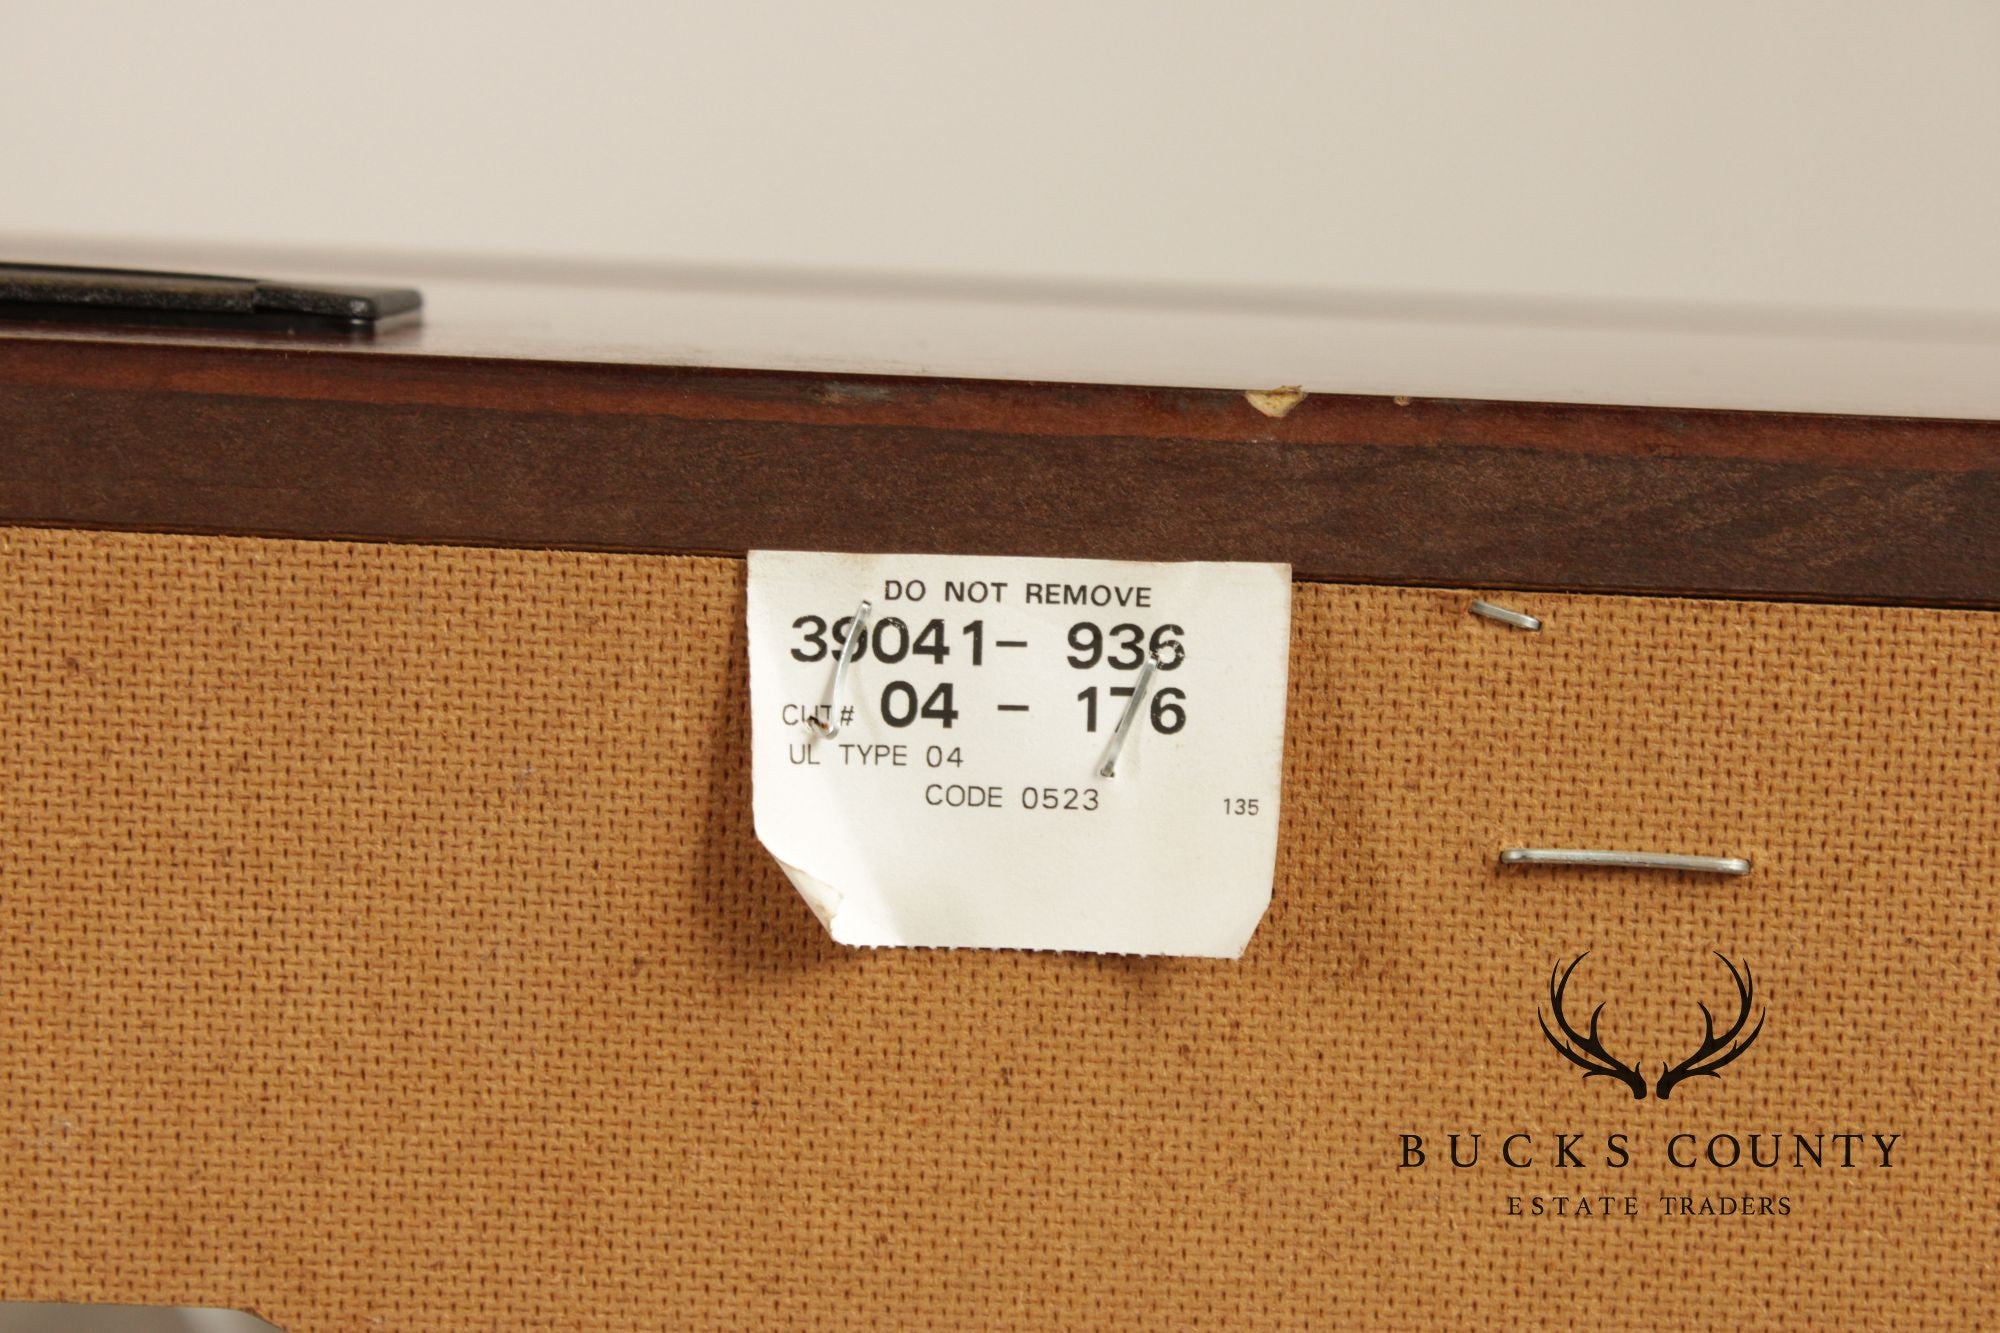 DO NOT REMOVE
39041- 936
CUT# 04 - 176
UL TYPE 04
CODE 0523
135
BUCKS COUNTY
ESTATE TRADERS